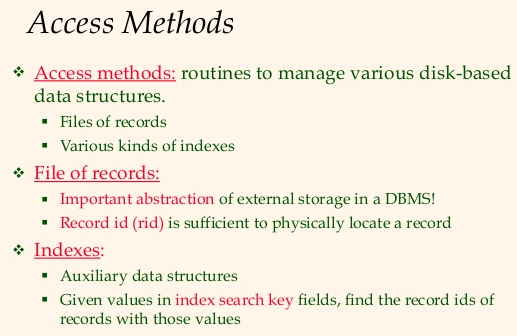 Access Methods
❖ Access methods: routines to manage various disk-based
data structures.
▪ Files of records
▪ Various kinds of indexes
❖ File of records:
▪ Important abstraction of external storage in a DBMS!
▪ Record id (rid) is sufficient to physically locate a record
❖ Indexes:
▪ Auxiliary data structures
▪ Given values in index search key fields, find the record ids of
records with those values